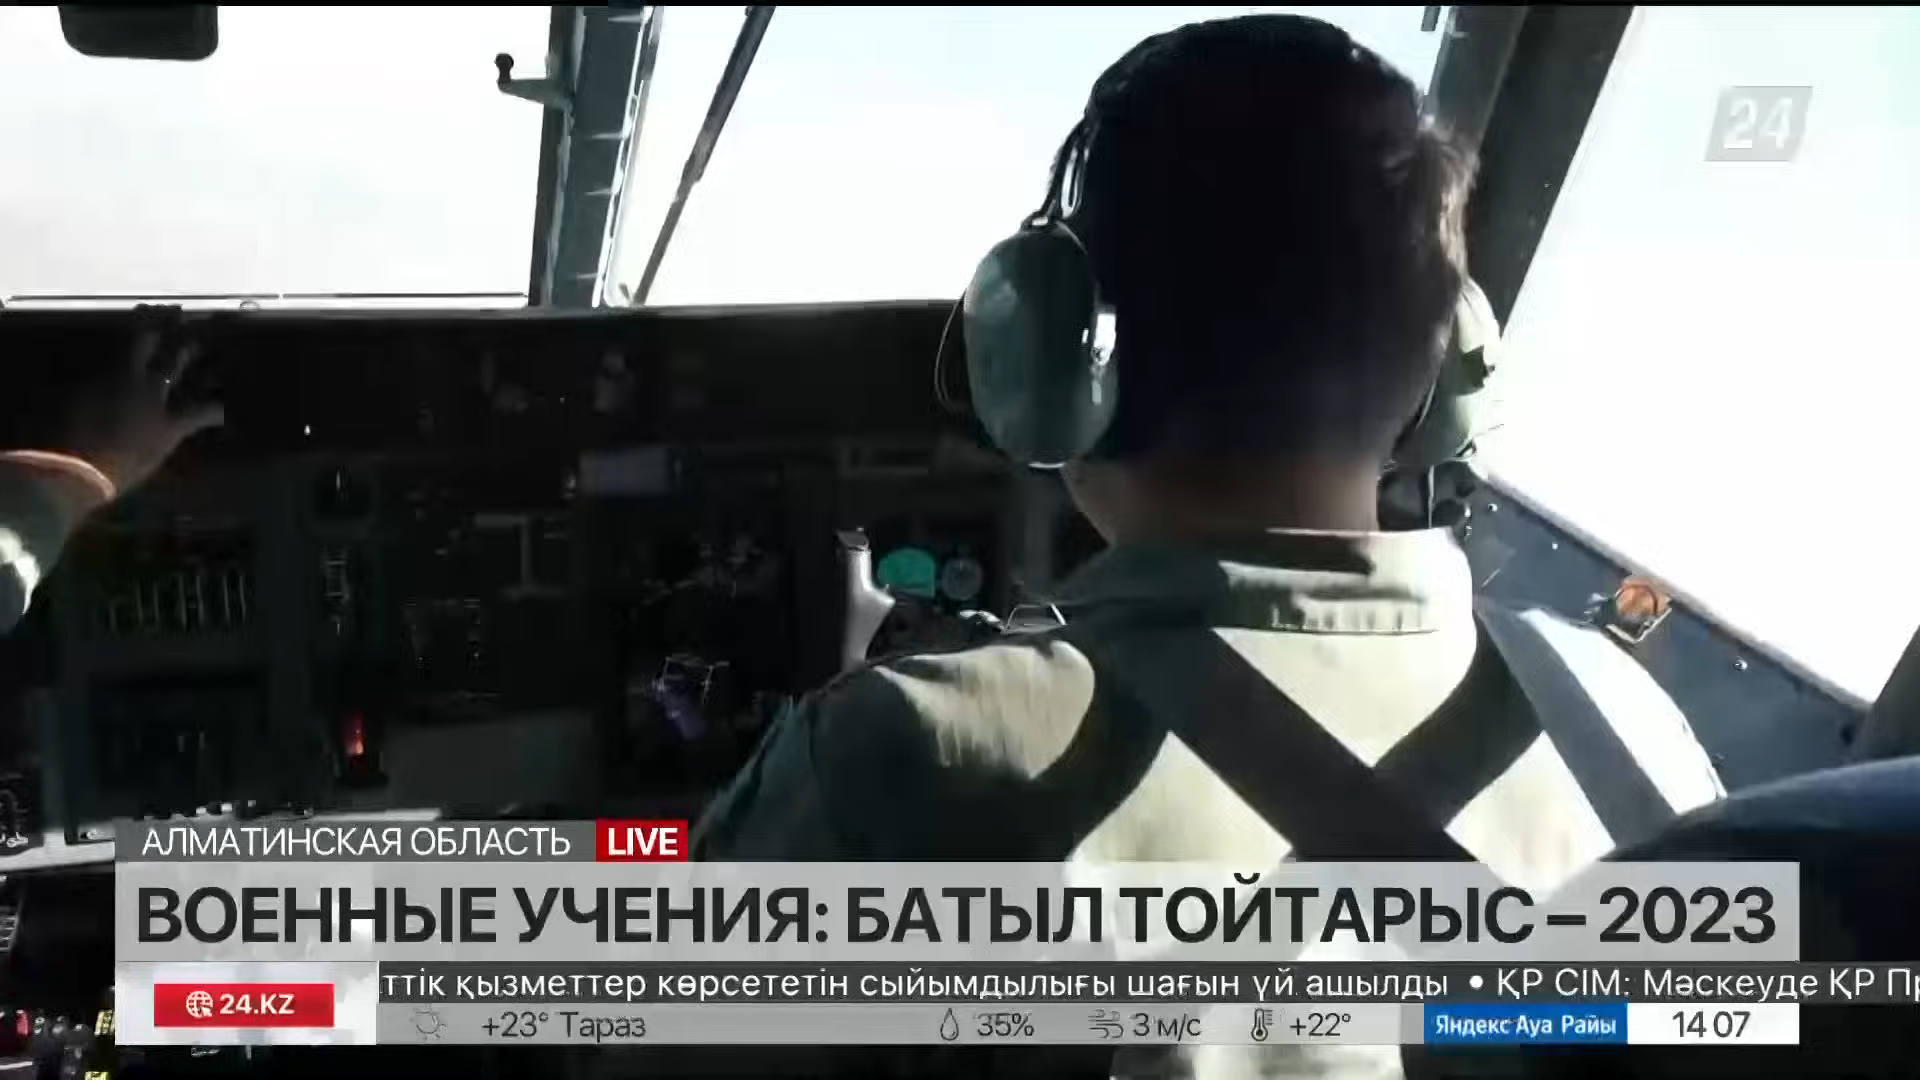 24
АЛМАТИНСКАЯ ОБЛАСТЬ LIVE
ВОЕННЫЕ УЧЕНИЯ: БАТЫЛ ТОЙТАРЫС – 2023
ттік қызметтер көрсететін сыйымдылығы шағын үй ашылды • ҚР СІМ: Мәскеуде ҚР Пр
24.KZ
+23° Тараз 35% 3 м/с +22° Яндекс Ауа Райы 14 07